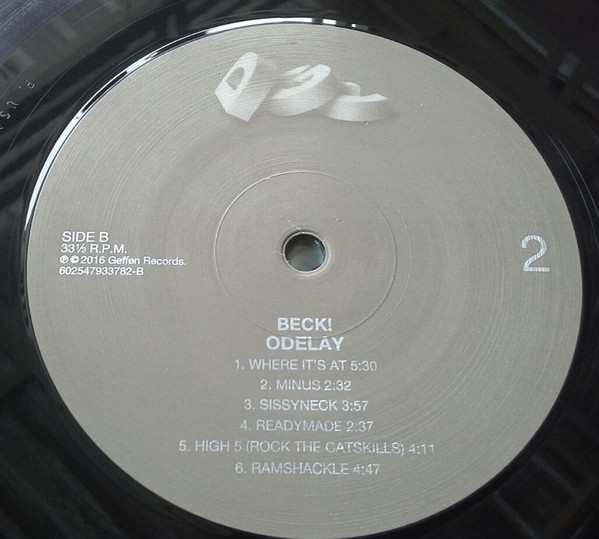 SIDE B
33⅓ R.P.M.
℗ © 2016 Geffen Records.
602547933782-B
2
BECK!
ODELAY
1. WHERE IT'S AT 5:30
2. MINUS 2:32
3. SISSYNECK 3:57
4. READYMADE 2:37
5. HIGH 5 (ROCK THE CATSKILLS) 4:11
6. RAMSHACKLE 4:47